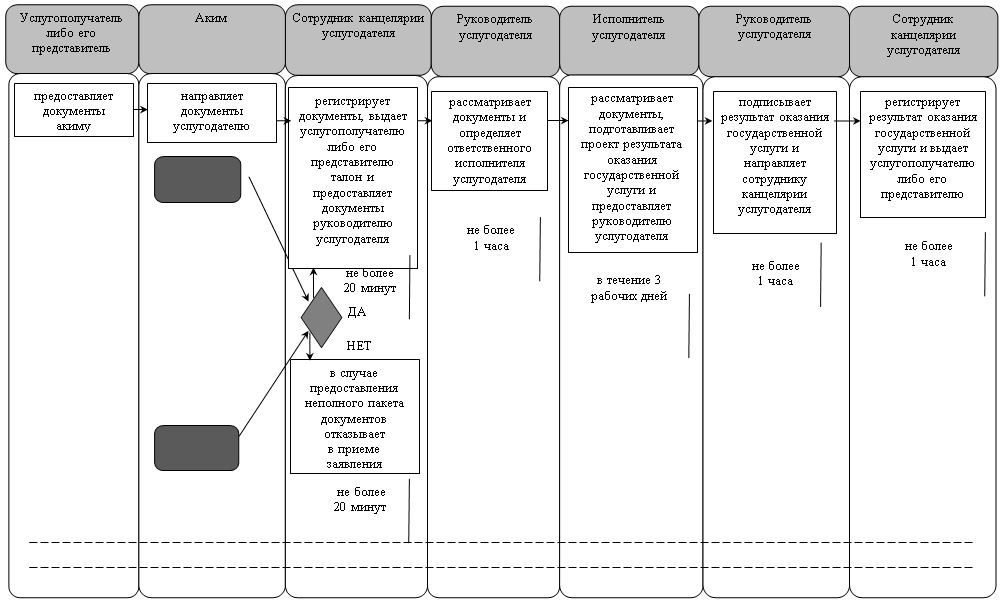 Услугополучатель
либо его
представитель
Аким
Сотрудник канцелярии
услугодателя
Руководитель
услугодателя
Исполнитель
услугодателя
Руководитель
услугодателя
Сотрудник
канцелярии
услугодателя
предоставляет
документы
акиму
направляет
документы
услугодателю
регистрирует
документы, выдает
услугополучателю
либо его
представителю
талон и
предоставляет
документы
руководителю
услугодателя
не более
20 минут
ДА
НЕТ
в случае
предоставления
неполного пакета
документов
отказывает
в приеме
заявления
не более
20 минут
рассматривает
документы и
определяет
ответственного
исполнителя
услугодателя
не более
1 часа
рассматривает
документы,
подготавливает
проект результата
оказания
государственной
услуги и
предоставляет
руководителю
услугодателя
в течение 3
рабочих дней
подписывает
результат оказания
государственной
услуги и
направляет
сотруднику
канцелярии
услугодателя
не более
1 часа
регистрирует
результат оказания
государственной
услуги и выдает
услугополучателю
либо его
представителю
не более
1 часа